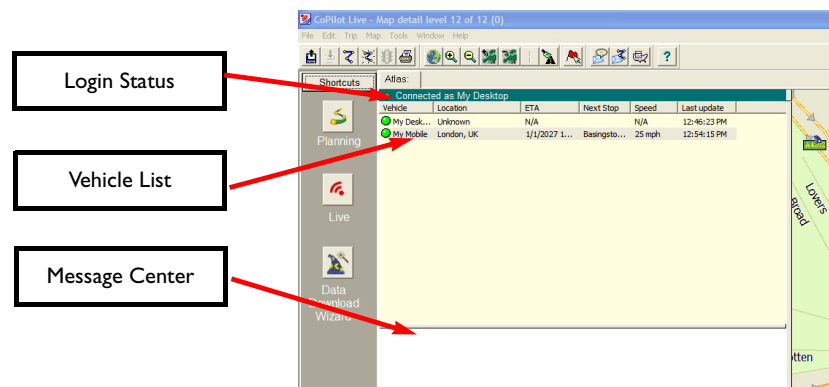 CoPilot Live - Map detail level 12 of 12 (0)
File Edit Trip Map Tools Window Help
?
Login Status
Shortcuts
Atlas:
Connected as My Desktop
Vehicle Location ETA Next Stop Speed Last update
My Desk... Unknown N/A N/A 12:46:23 PM
My Mobile London, UK 1/1/2027 1... Basingsto... 25 mph 12:54:15 PM
Planning
Vehicle List
Live
Lovers
Broad
Message Center
Data
Download
Wizard
tten